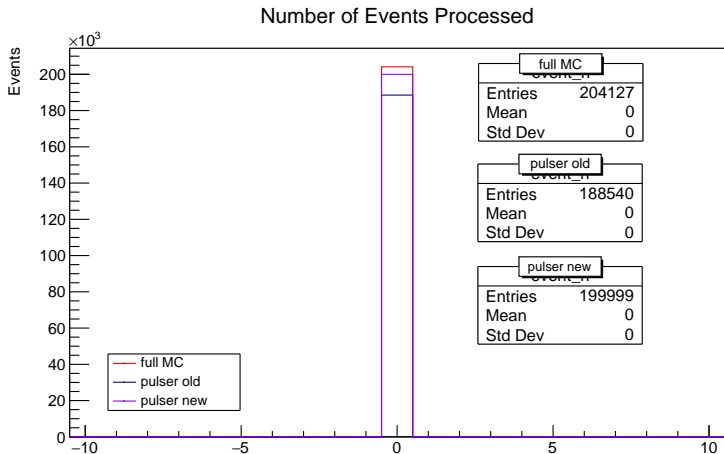 Number of Events Processed
×10³
Events
200
180
160
140
120
100
80
60
40
20
0
−10
−5
0
5
10
full MC
Entries 204127
Mean 0
Std Dev 0
pulser old
Entries 188540
Mean 0
Std Dev 0
pulser new
Entries 199999
Mean 0
Std Dev 0
full MC
pulser old
pulser new